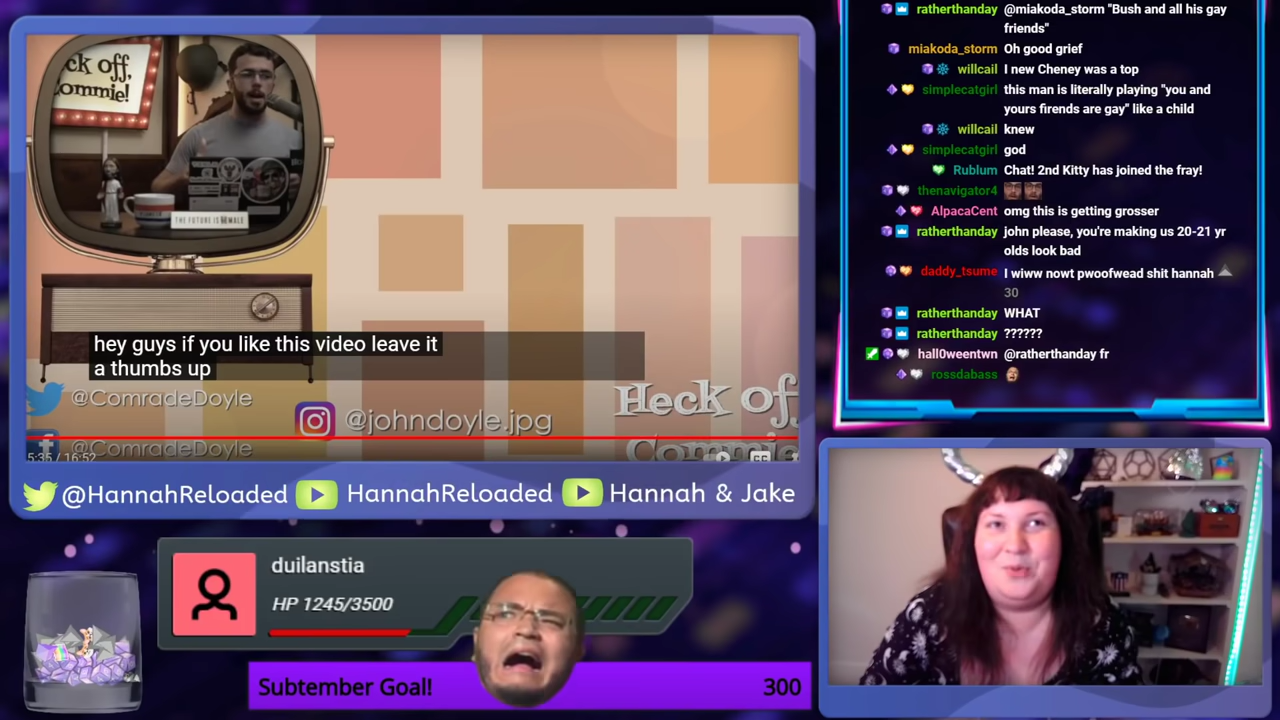 Heck off,
Commie!
THE FUTURE IS
hey guys if you like this video leave it
a thumbs up
@ComradeDoyle
@johndoyle.jpg
@ComradeDoyle
Heck off
Commie
5:35 / 16:52
@HannahReloaded
HannahReloaded
Hannah & Jake
duilanstia
HP 1245/3500
Subtember Goal!
300
ratherthanday @miakoda_storm "Bush and all his gay
friends"
miakoda_storm Oh good grief
willcail I new Cheney was a top
simplecatgirl this man is literally playing "you and
yours firends are gay" like a child
willcail knew
simplecatgirl god
Rublum Chat! 2nd Kitty has joined the fray!
thenavigator4
AlpacaCent omg this is getting grosser
ratherthanday john please, you're making us 20-21 yr
olds look bad
daddy_tsume I wiww nowt pwoofwead shit hannah
30
ratherthanday WHAT
ratherthanday ??????
hall0weentwn @ratherthanday fr
rossdabass